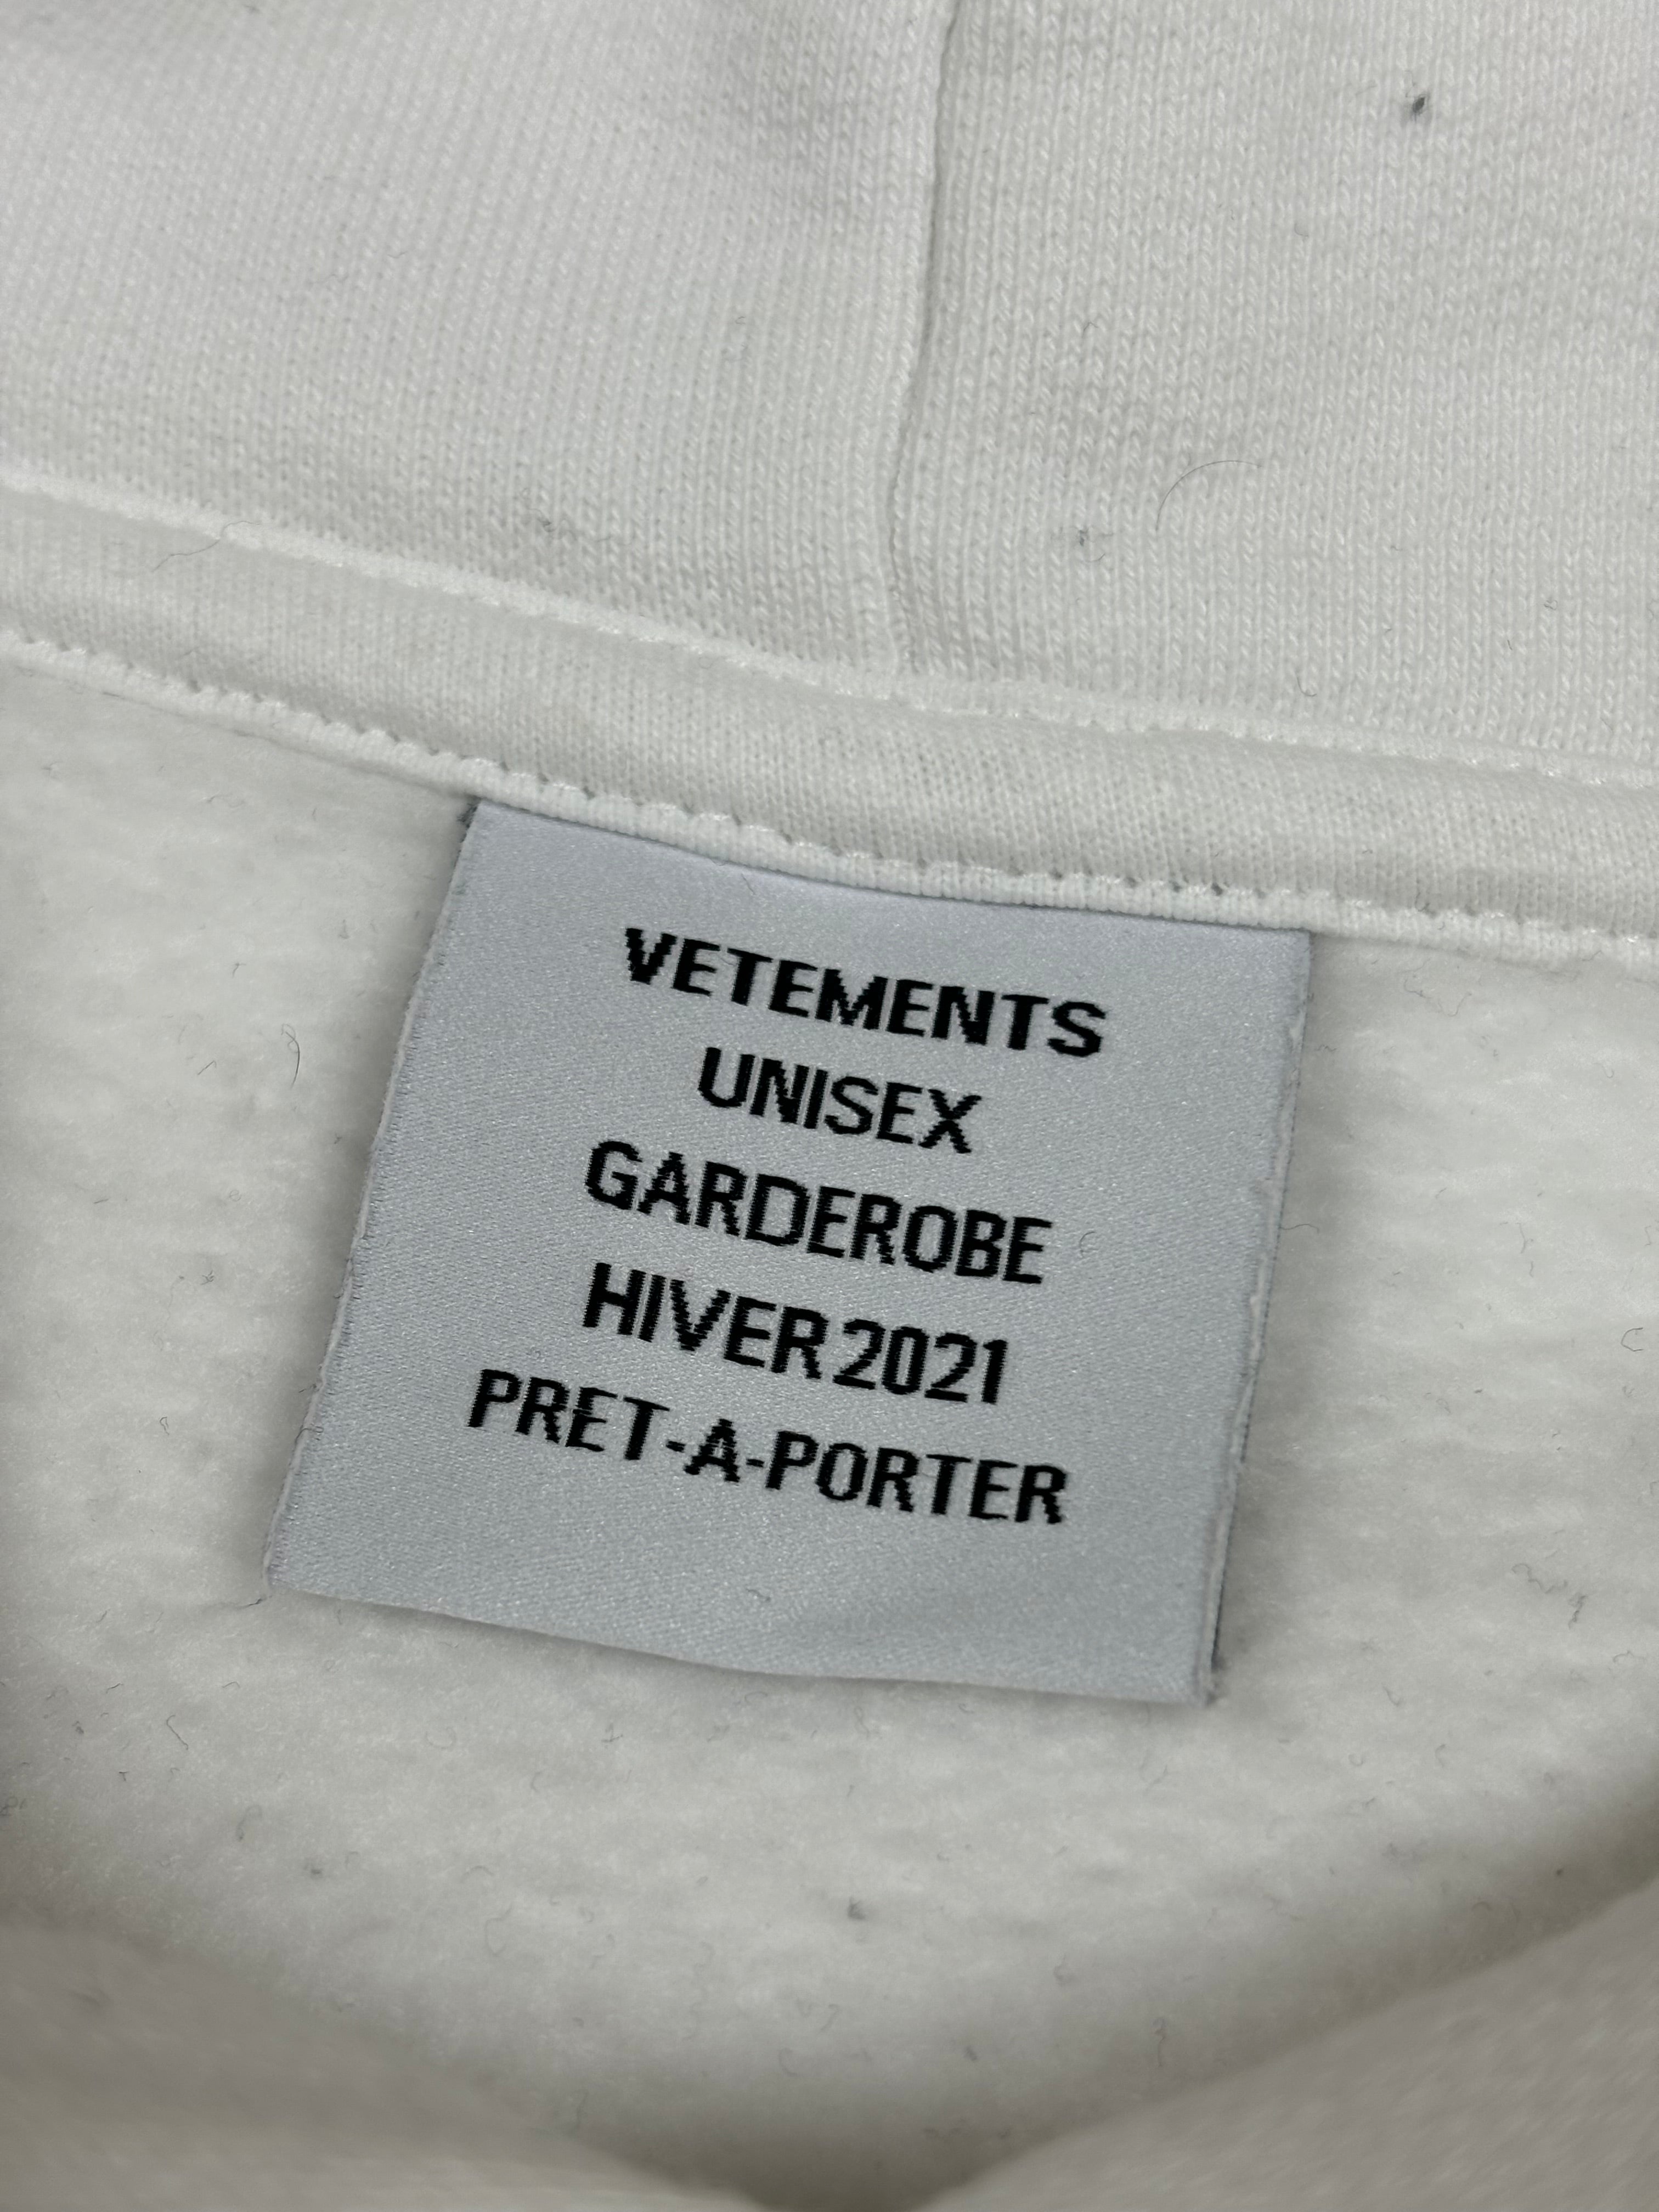 VETEMENTS
UNISEX
GARDEROBE
HIVER 2021
PRET-A-PORTER